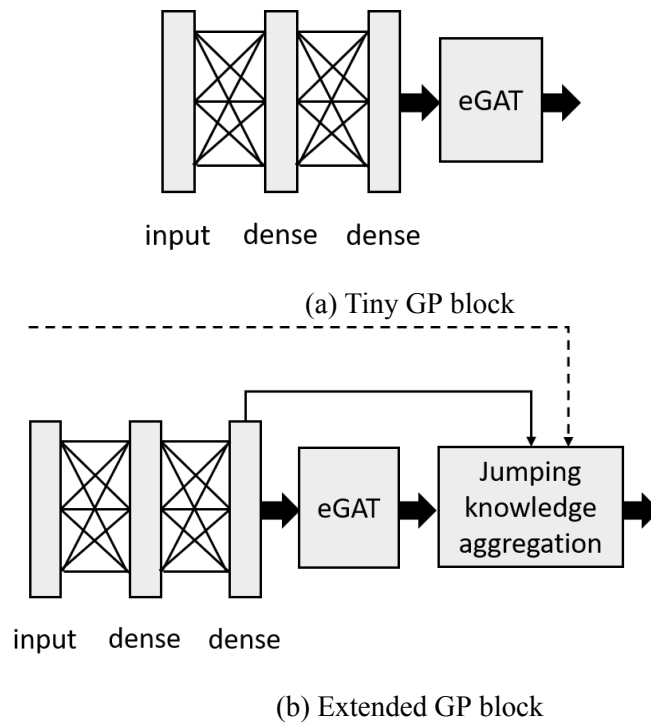 eGAT
input dense dense
(a) Tiny GP block
eGAT
Jumping
knowledge
aggregation
input dense dense
(b) Extended GP block